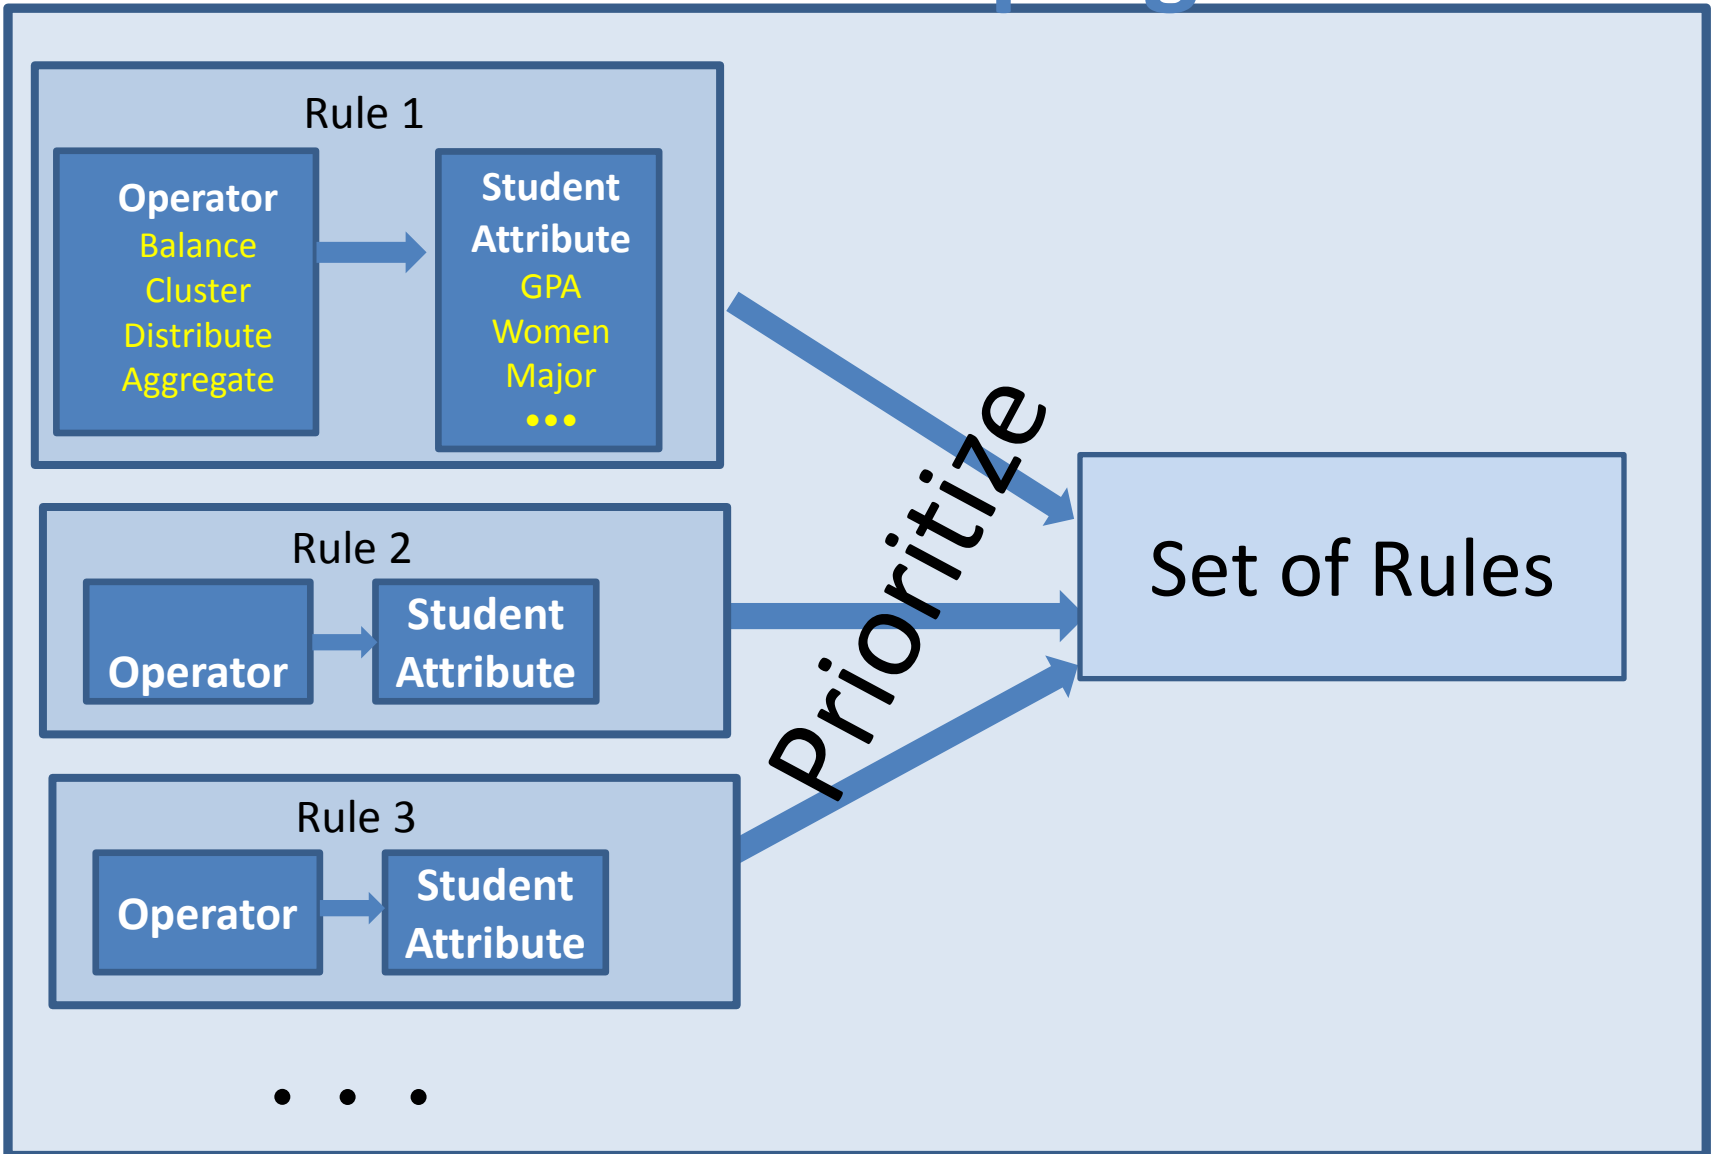 Rule 1
Operator
Balance
Cluster
Distribute
Aggregate
Student
Attribute
GPA
Women
Major
•••
Rule 2
Operator
Student
Attribute
Rule 3
Operator
Student
Attribute
. . .
Prioritize
Set of Rules